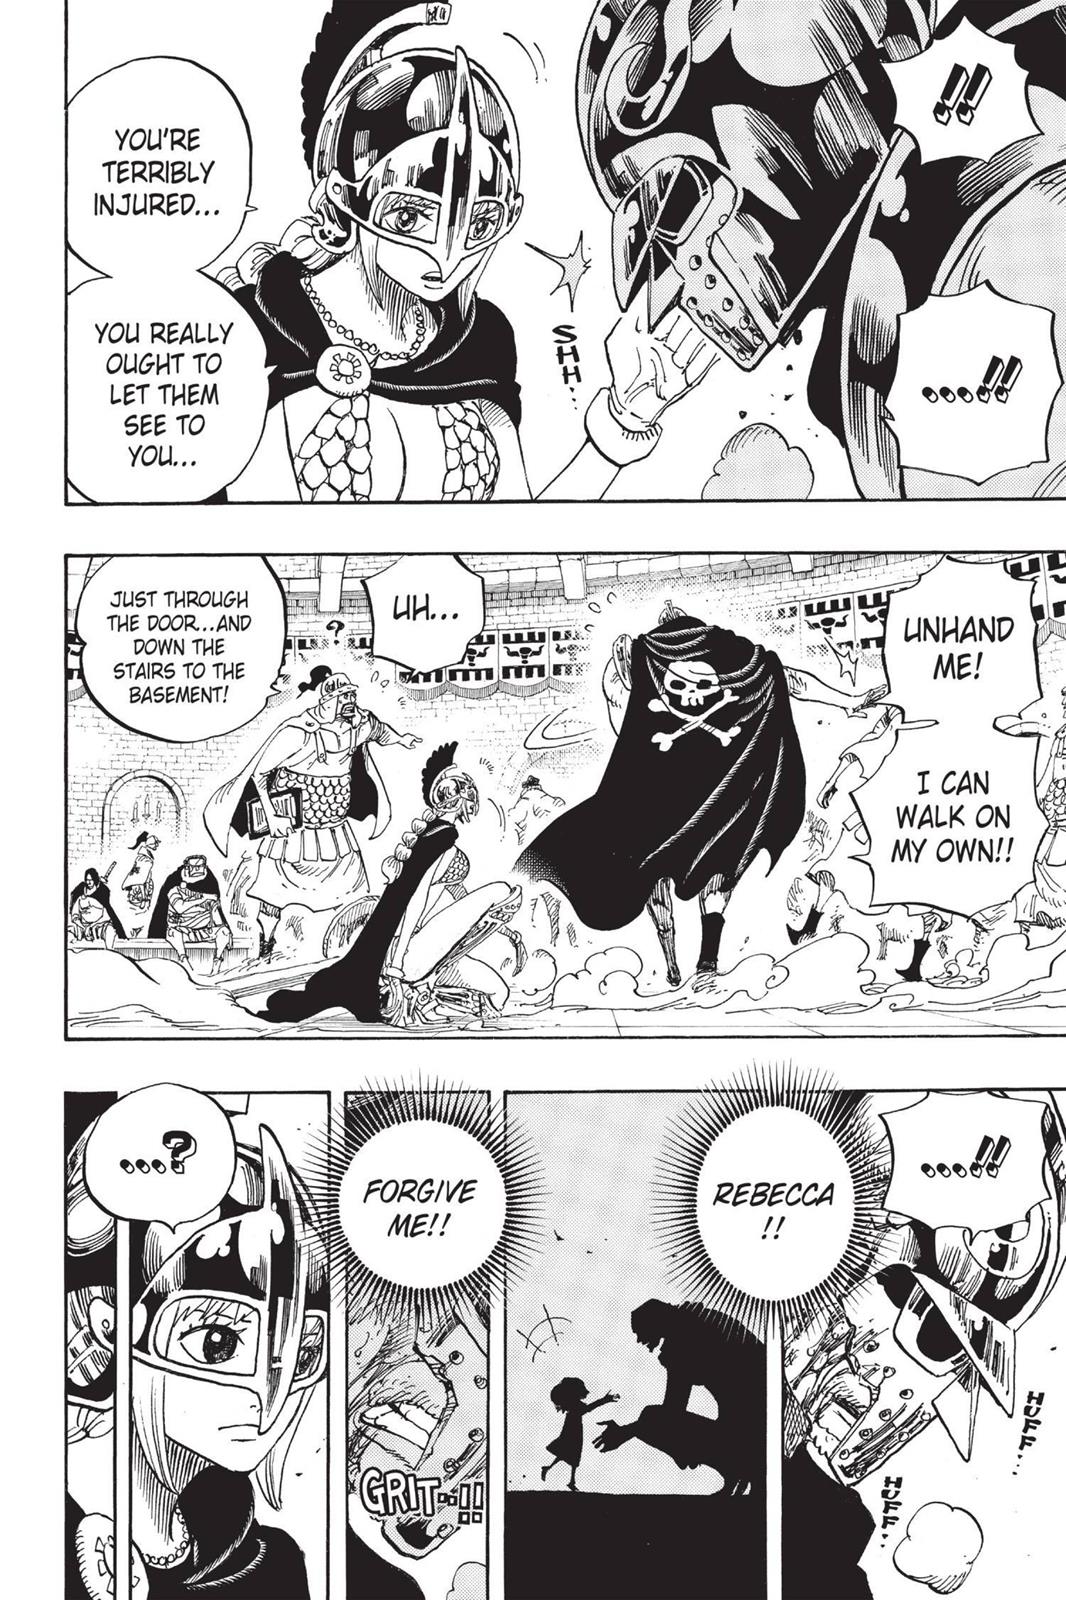 !!
YOU'RE
TERRIBLY
INJURED...
YOU REALLY
OUGHT TO
LET THEM
SEE TO
YOU...
SHH..
....!!
UNHAND
ME!
I CAN
WALK ON
MY OWN!!
UH...
?
JUST THROUGH
THE DOOR...AND
DOWN THE
STAIRS TO THE
BASEMENT!
....!!
HUFF...
HUFF..
REBECCA
!!
FORGIVE
ME!!
GRIT..!!
....?